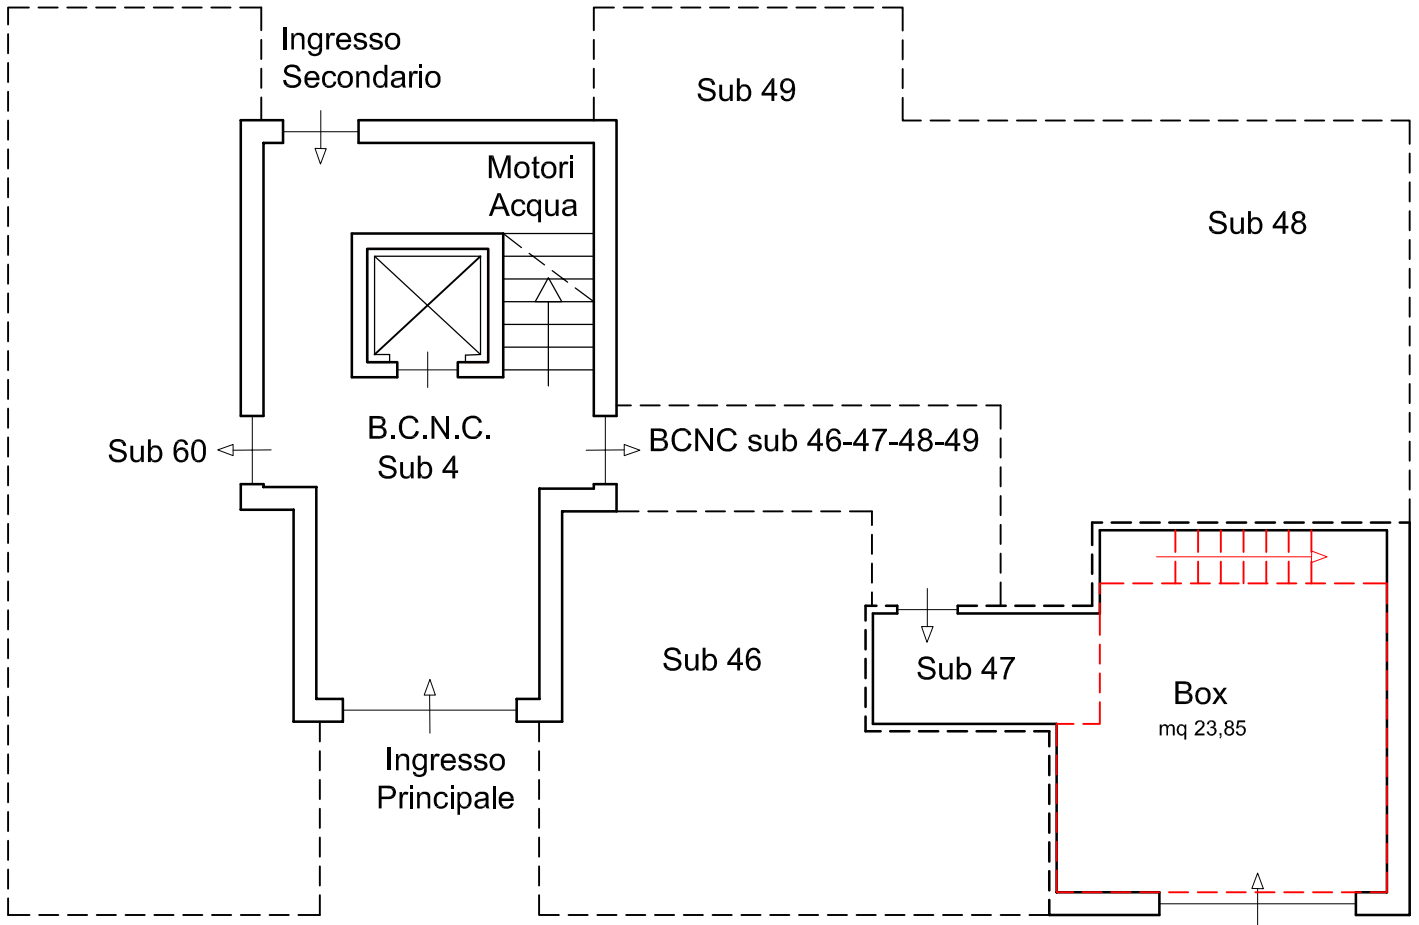 Ingresso
Secondario
Sub 49
Motori
Acqua
Sub 48
B.C.N.C.
Sub 4
Sub 60
BCNC sub 46-47-48-49
Sub 46
Sub 47
Box
mq 23,85
Ingresso
Principale